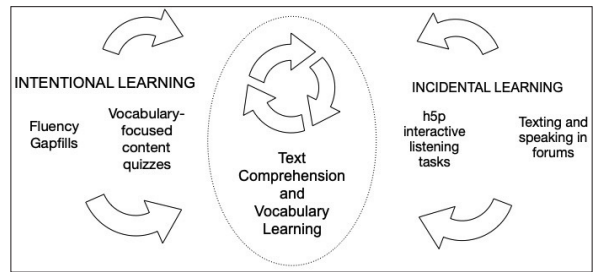 INTENTIONAL LEARNING
Fluency
Gapfills
Vocabulary-
focused
content
quizzes
Text
Comprehension
and
Vocabulary
Learning
INCIDENTAL LEARNING
h5p
interactive
listening
tasks
Texting and
speaking in
forums